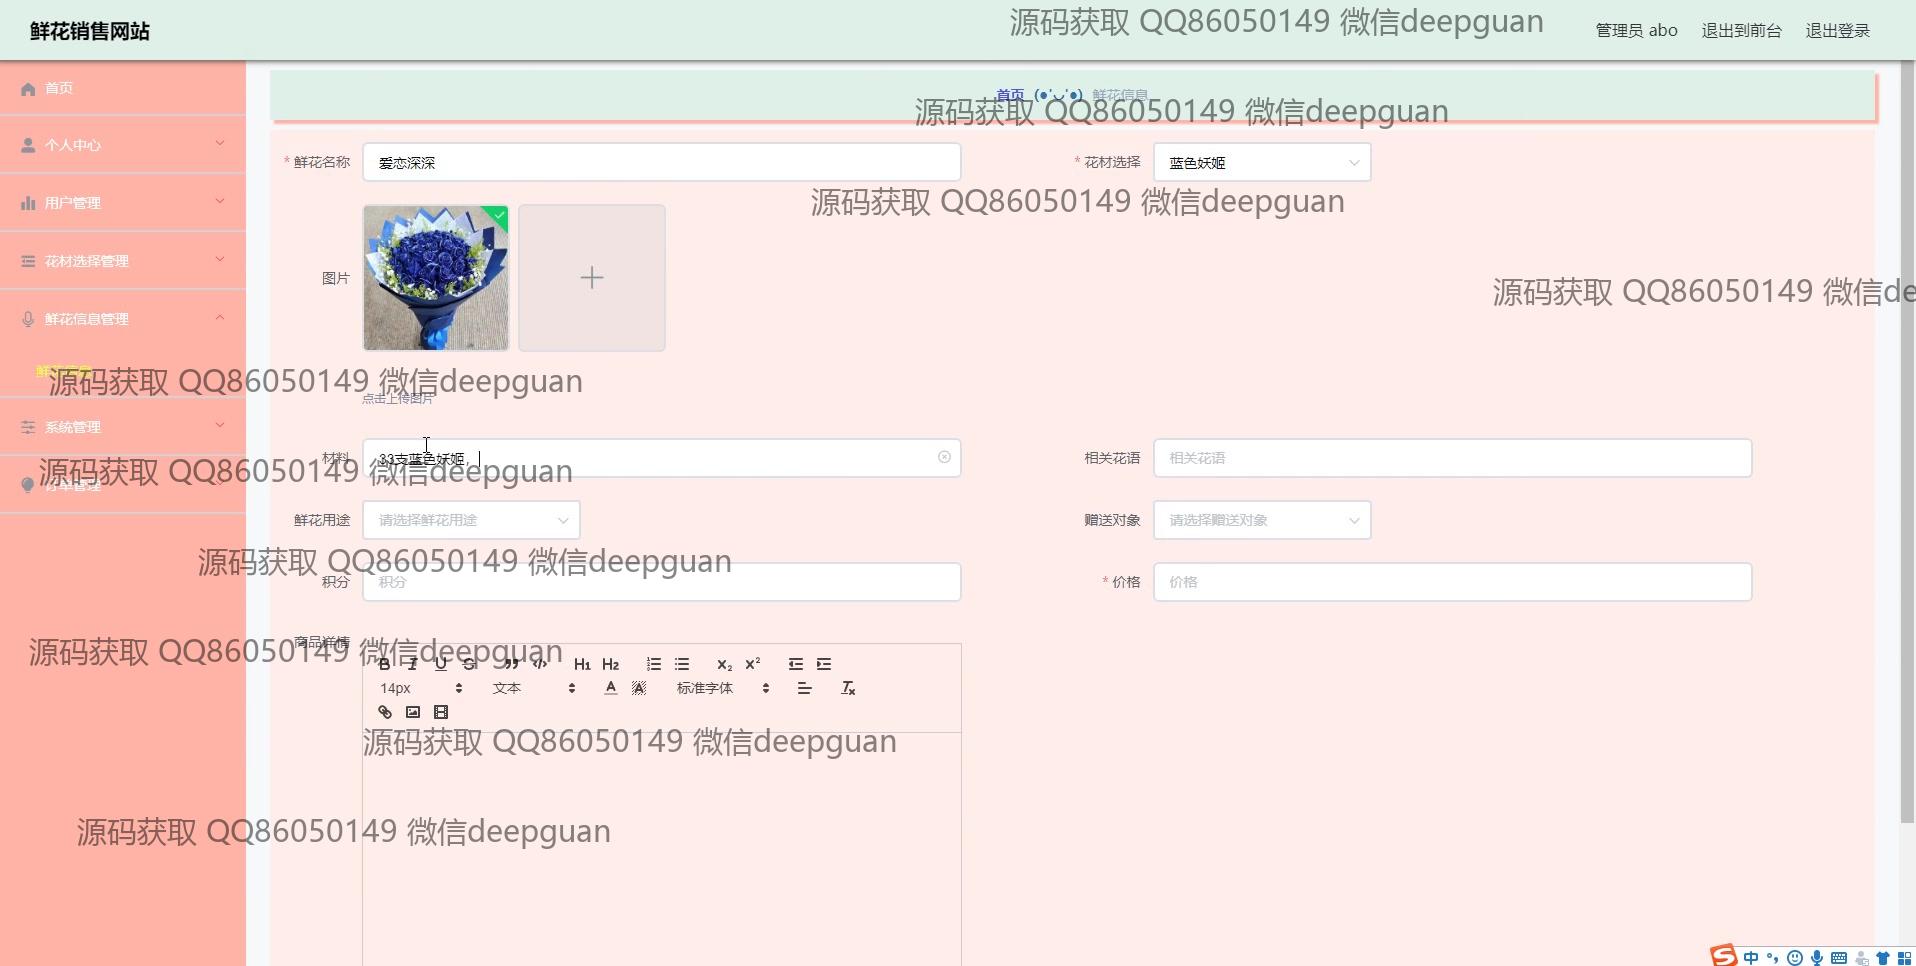 鲜花销售网站
源码获取 QQ86050149 微信deepguan
管理员 abo 退出到前台 退出登录
首页
首页 (●'◡'●) 鲜花信息
源码获取 QQ86050149 微信deepguan
个人中心
* 鲜花名称 爱恋深深 * 花材选择 蓝色妖姬
用户管理
源码获取 QQ86050149 微信deepguan
花材选择管理
图片
源码获取 QQ86050149 微信de
鲜花信息管理
鲜花信息
源码获取 QQ86050149 微信deepguan
点击上传图片
系统管理
材料 33支蓝色妖姬, 相关花语 相关花语
源码获取 QQ86050149 微信deepguan
订单管理
鲜花用途 请选择鲜花用途 赠送对象 请选择赠送对象
源码获取 QQ86050149 微信deepguan
积分 积分 * 价格 价格
商品详情
源码获取 QQ86050149 微信deepguan
B I U S H1 H2 X2 X2
14px 文本 A A 标准字体 Tx
源码获取 QQ86050149 微信deepguan
源码获取 QQ86050149 微信deepguan
S 中